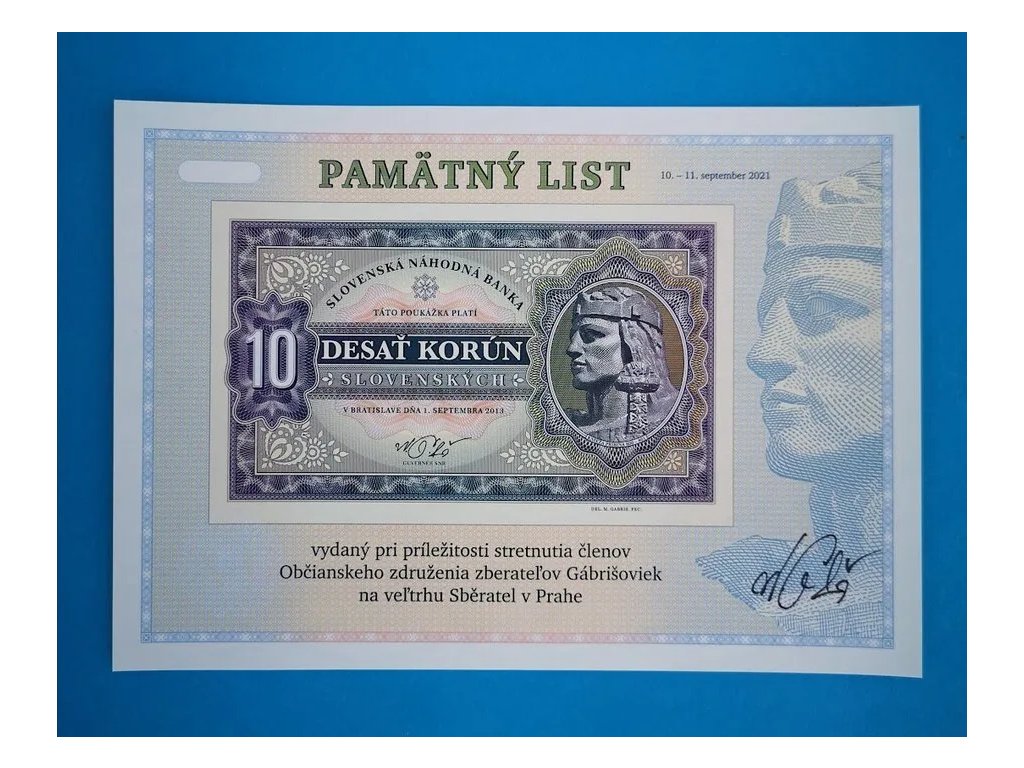 PAMÄTNÝ LIST
10. – 11. september 2021
SLOVENSKÁ NÁHODNÁ BANKA
TÁTO POUKÁŽKA PLATÍ
10
DESAŤ KORÚN
SLOVENSKÝCH
V BRATISLAVE DŇA 1. SEPTEMBRA 2013
GUVERNÉR SNB
DEL. M. GABRIŠ, FEC.
vydaný pri príležitosti stretnutia členov
Občianskeho združenia zberateľov Gábrišoviek
na veľtrhu Sběratel v Prahe